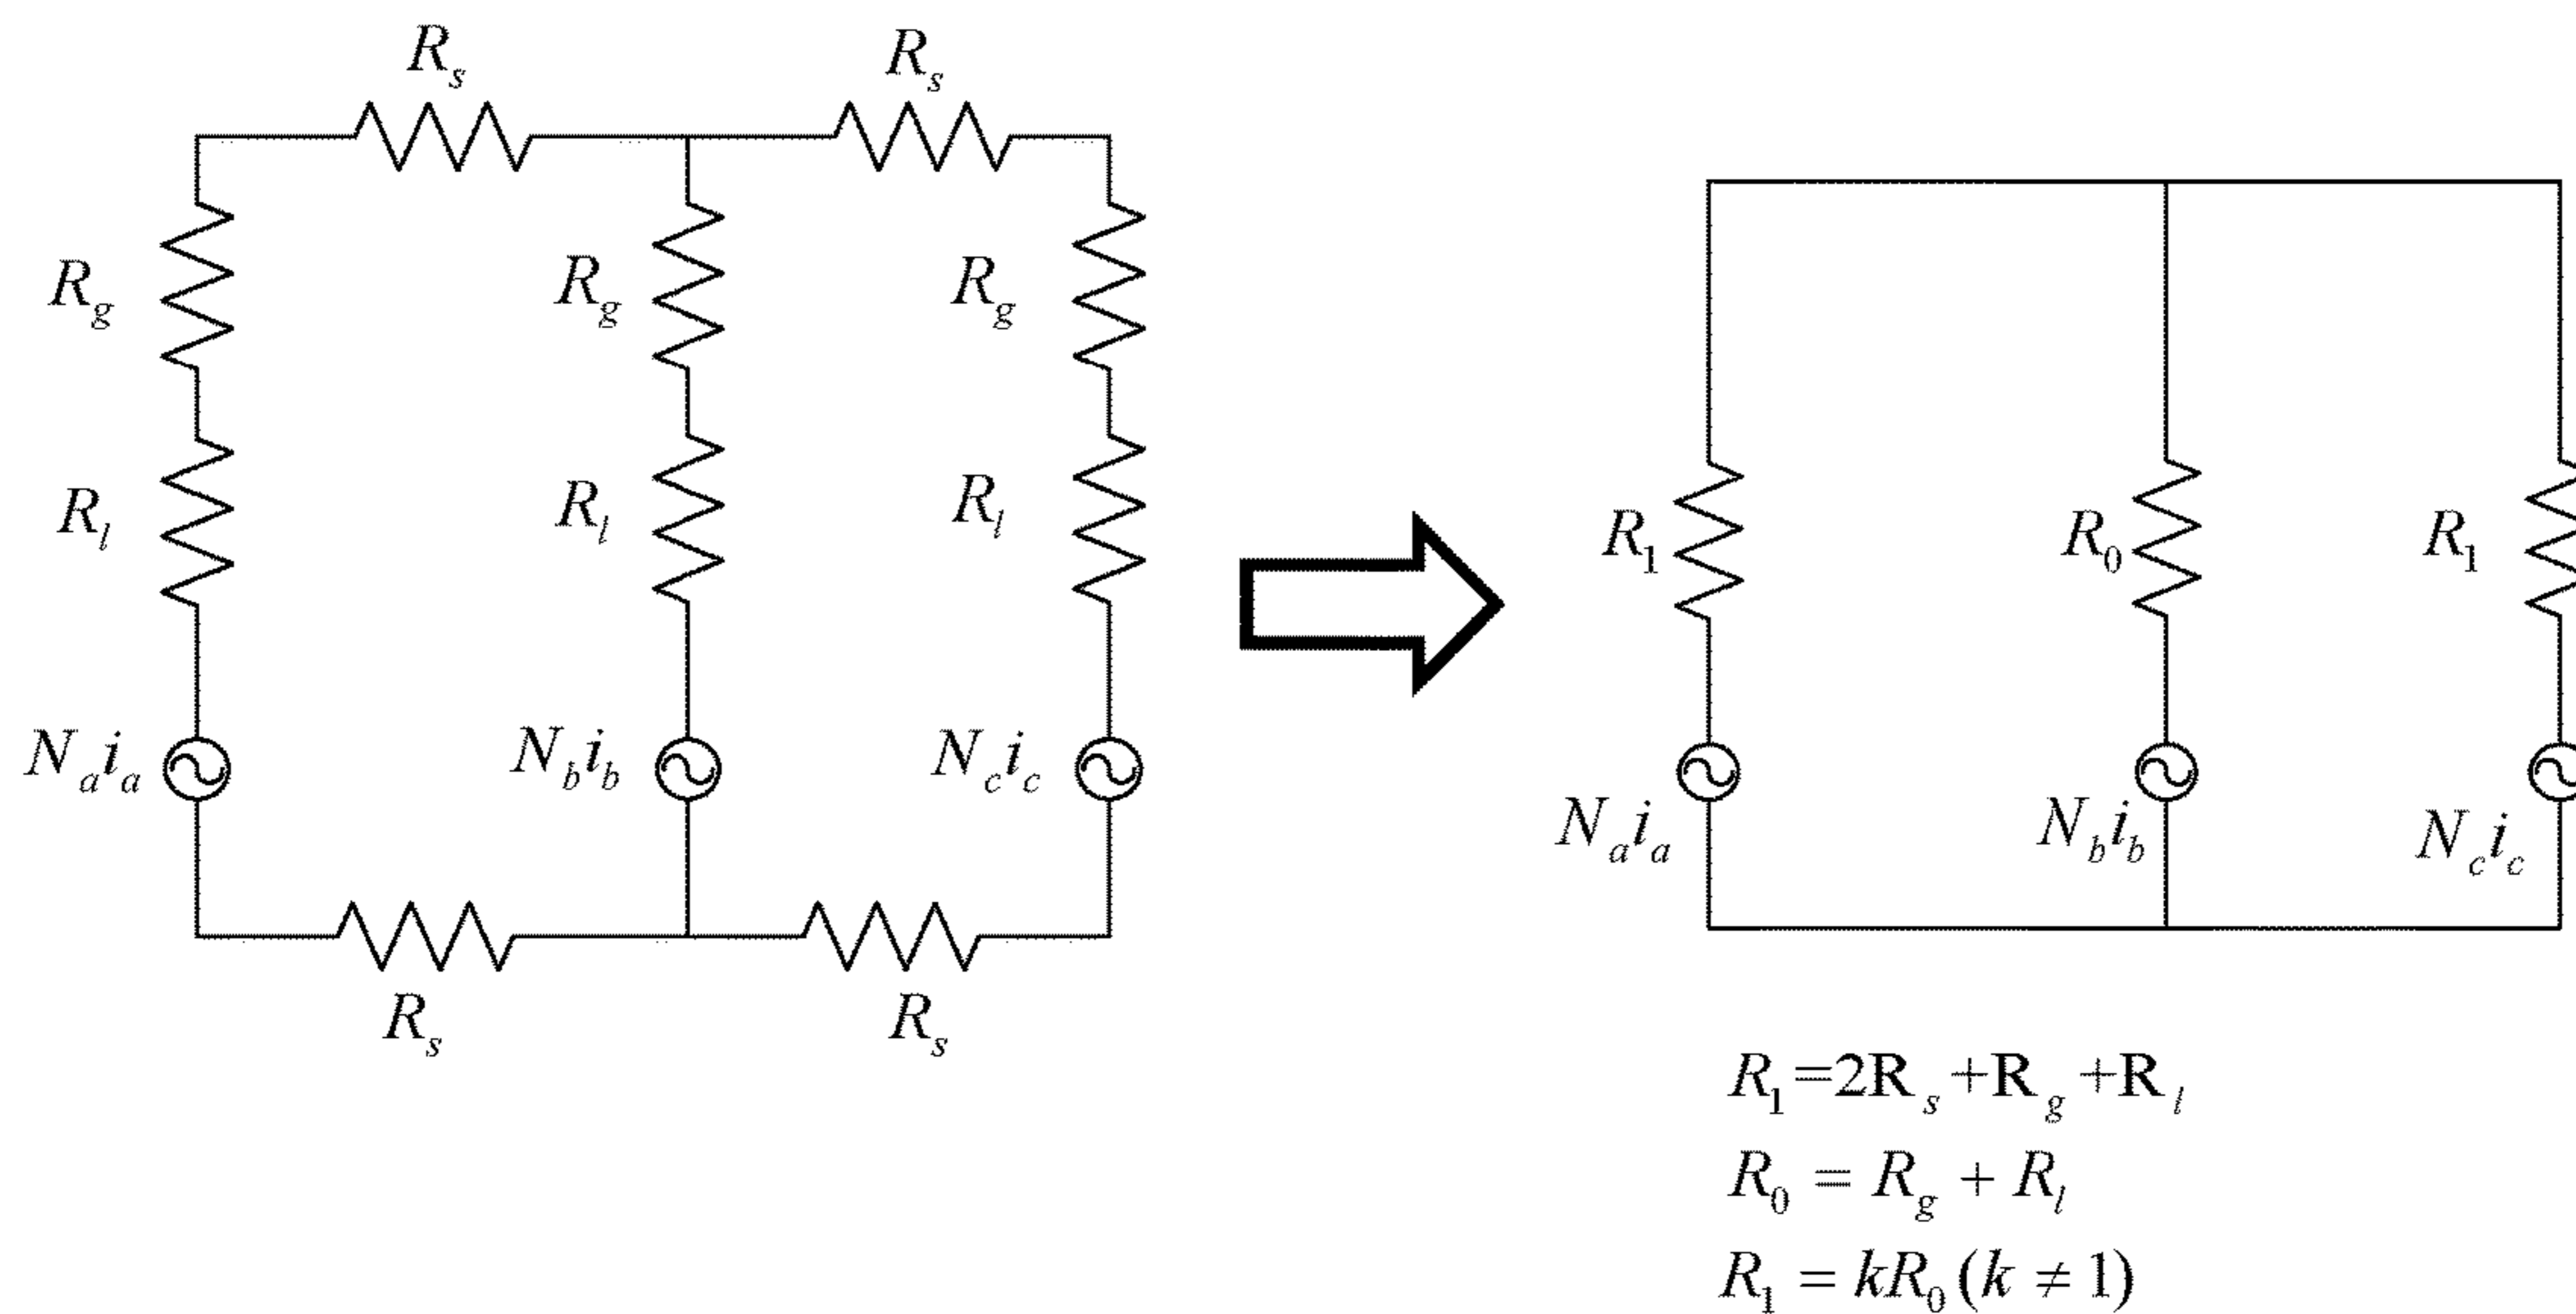 R_s R_s
R_g R_g R_g
R_l R_l R_l
N_a i_a N_b i_b N_c i_c
R_s R_s
R_1 R_0 R_1
N_a i_a N_b i_b N_c i_c
R_1=2R_s+R_g+R_l
R_0 = R_g + R_l
R_1 = kR_0 (k ≠ 1)